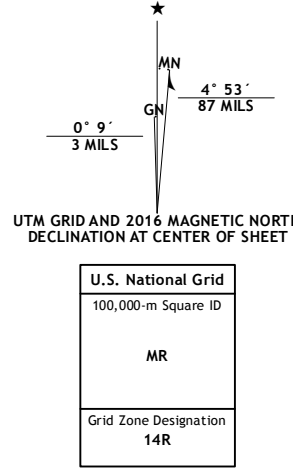 MN
GN
4° 53´
87 MILS
0° 9´
3 MILS
UTM GRID AND 2016 MAGNETIC NORTH
DECLINATION AT CENTER OF SHEET
U.S. National Grid
100,000-m Square ID
MR
Grid Zone Designation
14R